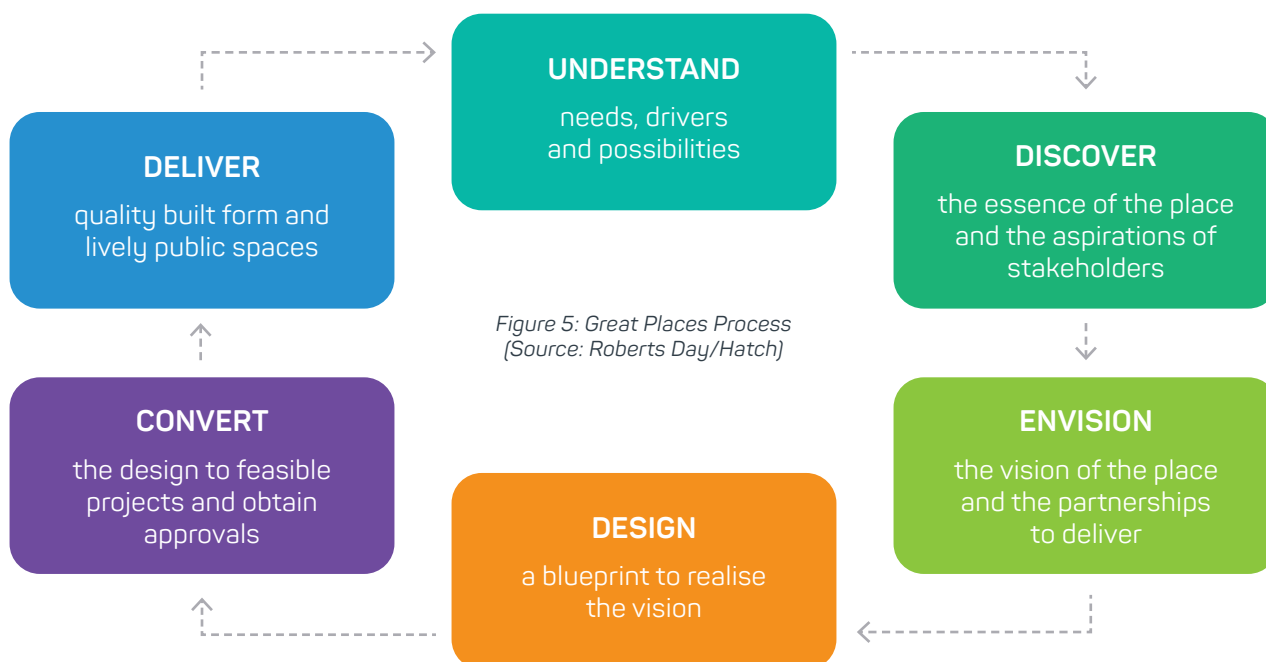 UNDERSTAND
needs, drivers
and possibilities
DISCOVER
the essence of the place
and the aspirations of
stakeholders
ENVISION
the vision of the place
and the partnerships
to deliver
DESIGN
a blueprint to realise
the vision
CONVERT
the design to feasible
projects and obtain
approvals
DELIVER
quality built form and
lively public spaces
Figure 5: Great Places Process
(Source: Roberts Day/Hatch)